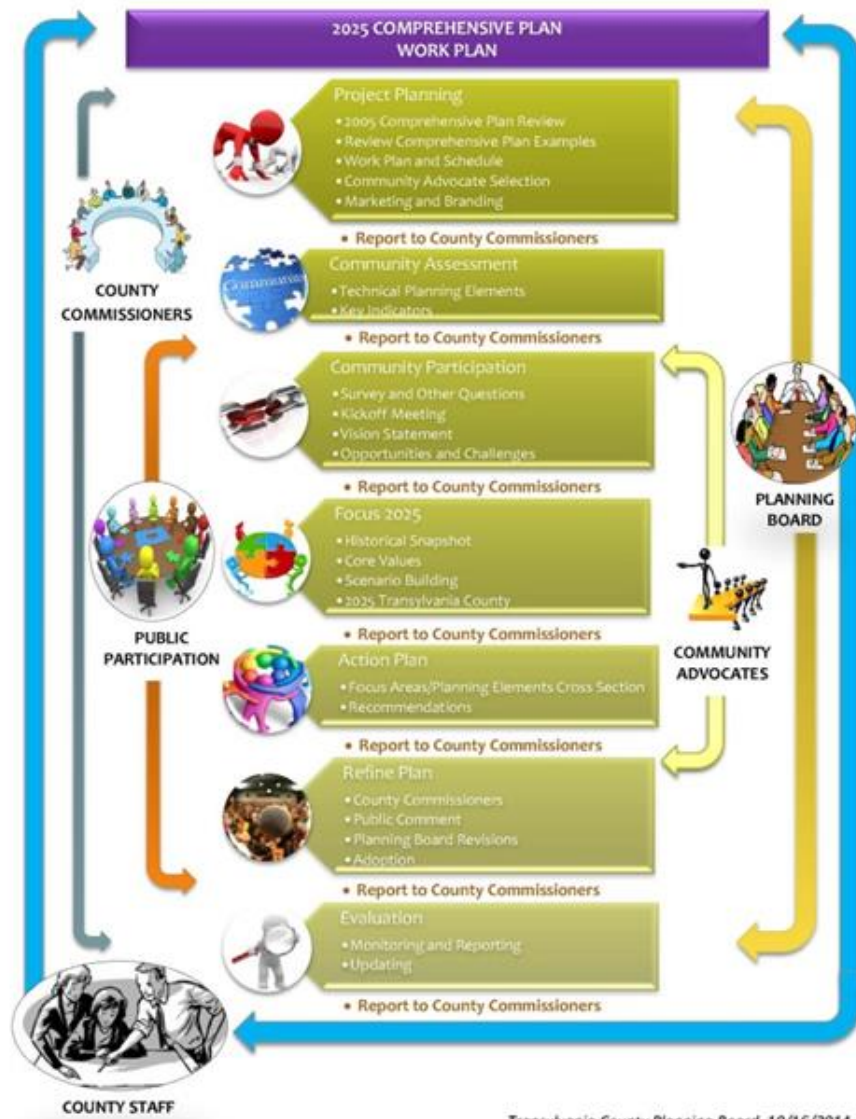 2025 COMPREHENSIVE PLAN
WORK PLAN
Project Planning
• 2005 Comprehensive Plan Review
• Review Comprehensive Plan Examples
• Work Plan and Schedule
• Community Advocate Selection
• Marketing and Branding
• Report to County Commissioners
COUNTY
COMMISSIONERS
Community
Community Assessment
• Technical Planning Elements
• Key Indicators
• Report to County Commissioners
Community Participation
• Survey and Other Questions
• Kickoff Meeting
• Vision Statement
• Opportunities and Challenges
• Report to County Commissioners
PLANNING
BOARD
Focus 2025
• Historical Snapshot
• Core Values
• Scenario Building
• 2025 Transylvania County
• Report to County Commissioners
PUBLIC
PARTICIPATION
COMMUNITY
ADVOCATES
Action Plan
• Focus Areas/Planning Elements Cross Section
• Recommendations
• Report to County Commissioners
Refine Plan
• County Commissioners
• Public Comment
• Planning Board Revisions
• Adoption
• Report to County Commissioners
Evaluation
• Monitoring and Reporting
• Updating
• Report to County Commissioners
COUNTY STAFF
Transylvania County Planning Board 10/16/2014